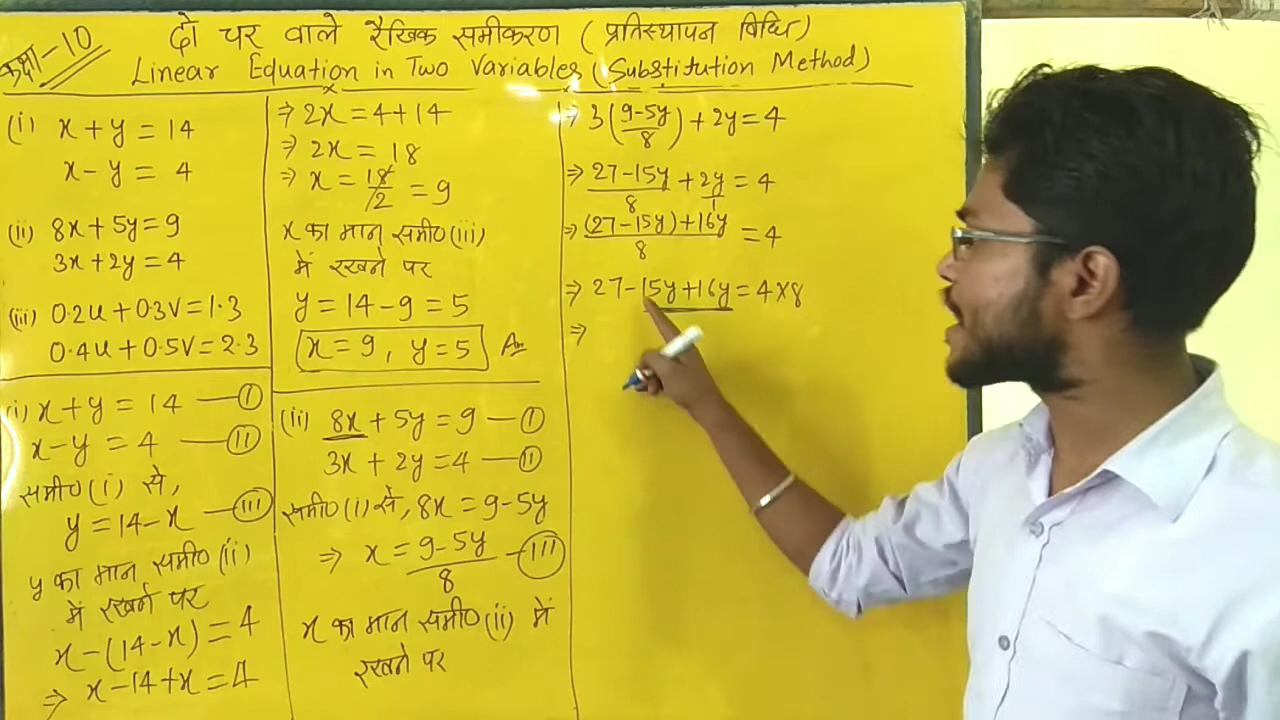 कक्षा-10
दो चर वाले रैखिक समीकरण (प्रतिस्थापन विधि)
Linear Equation in Two Variables (Substitution Method)
(i) x + y = 14
x - y = 4
(ii) 8x + 5y = 9
3x + 2y = 4
(iii) 0.2u + 0.3v = 1.3
0.4u + 0.5v = 2.3
(i) x + y = 14 — (I)
x - y = 4 — (II)
समी० (i) से,
y = 14 - x — (III)
y का मान समी० (ii)
में रखने पर
x - (14 - x) = 4
⇒ x - 14 + x = 4
⇒ 2x = 4 + 14
⇒ 2x = 18
⇒ x = 18/2 = 9
x का मान समी० (iii)
में रखने पर
y = 14 - 9 = 5
x = 9, y = 5 Ans
(ii) 8x + 5y = 9 — (I)
3x + 2y = 4 — (II)
समी० (i) से, 8x = 9 - 5y
⇒ x = 9 - 5y / 8 — (III)
x का मान समी० (ii) में
रखने पर
⇒ 3(9 - 5y / 8) + 2y = 4
⇒ 27 - 15y / 8 + 2y / 1 = 4
⇒ (27 - 15y) + 16y / 8 = 4
⇒ 27 - 15y + 16y = 4 × 8
⇒